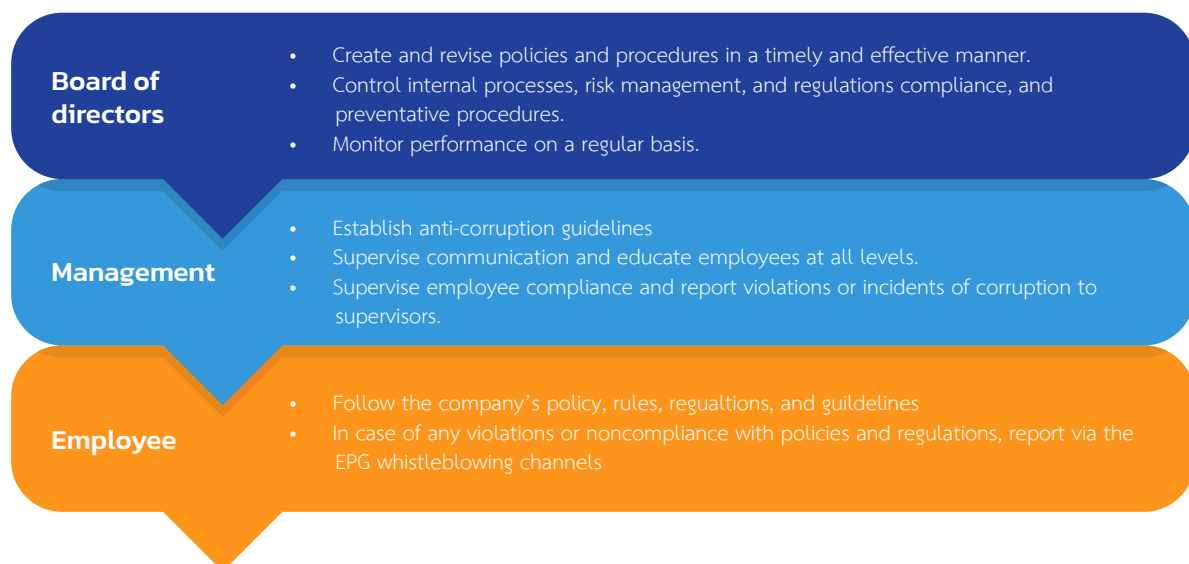 Board of
directors
• Create and revise policies and procedures in a timely and effective manner.
• Control internal processes, risk management, and regulations compliance, and
preventative procedures.
• Monitor performance on a regular basis.
Management
• Establish anti-corruption guidelines
• Supervise communication and educate employees at all levels.
• Supervise employee compliance and report violations or incidents of corruption to
supervisors.
Employee
• Follow the company's policy, rules, regualtions, and guildelines
• In case of any violations or noncompliance with policies and regulations, report via the
EPG whistleblowing channels